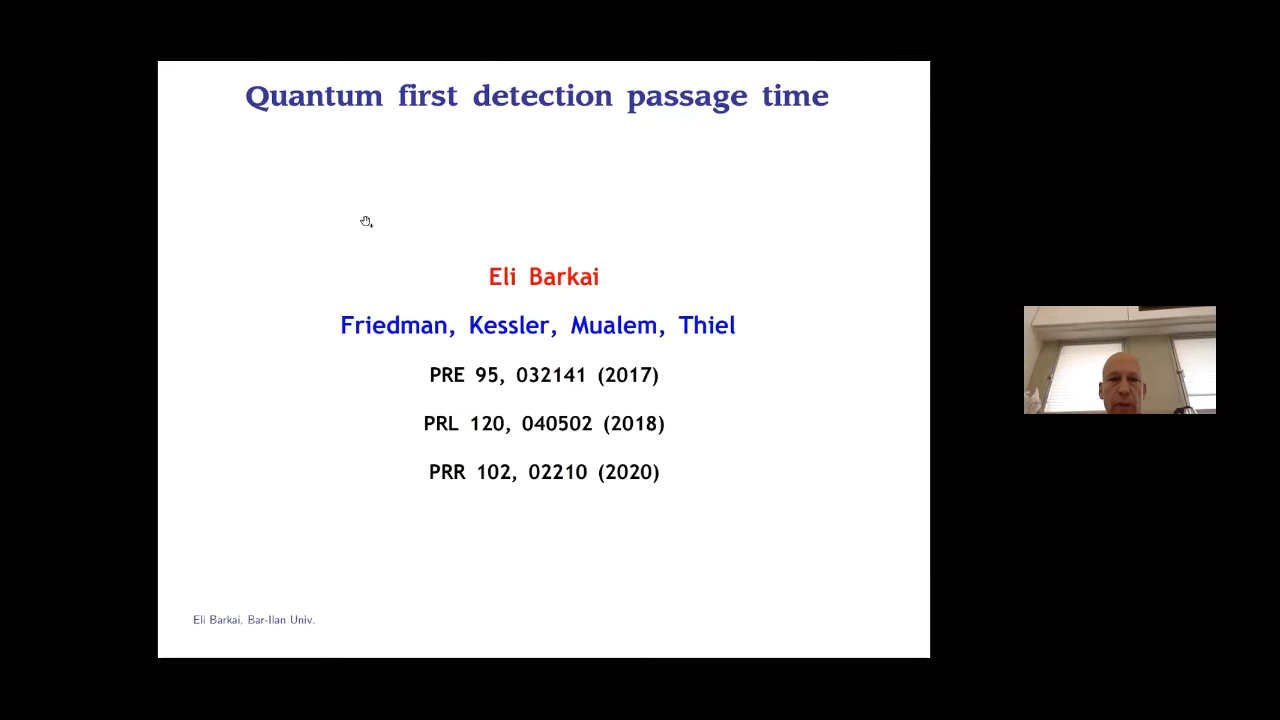 Quantum first detection passage time
Eli Barkai
Friedman, Kessler, Mualem, Thiel
PRE 95, 032141 (2017)
PRL 120, 040502 (2018)
PRR 102, 02210 (2020)
Eli Barkai, Bar-Ilan Univ.